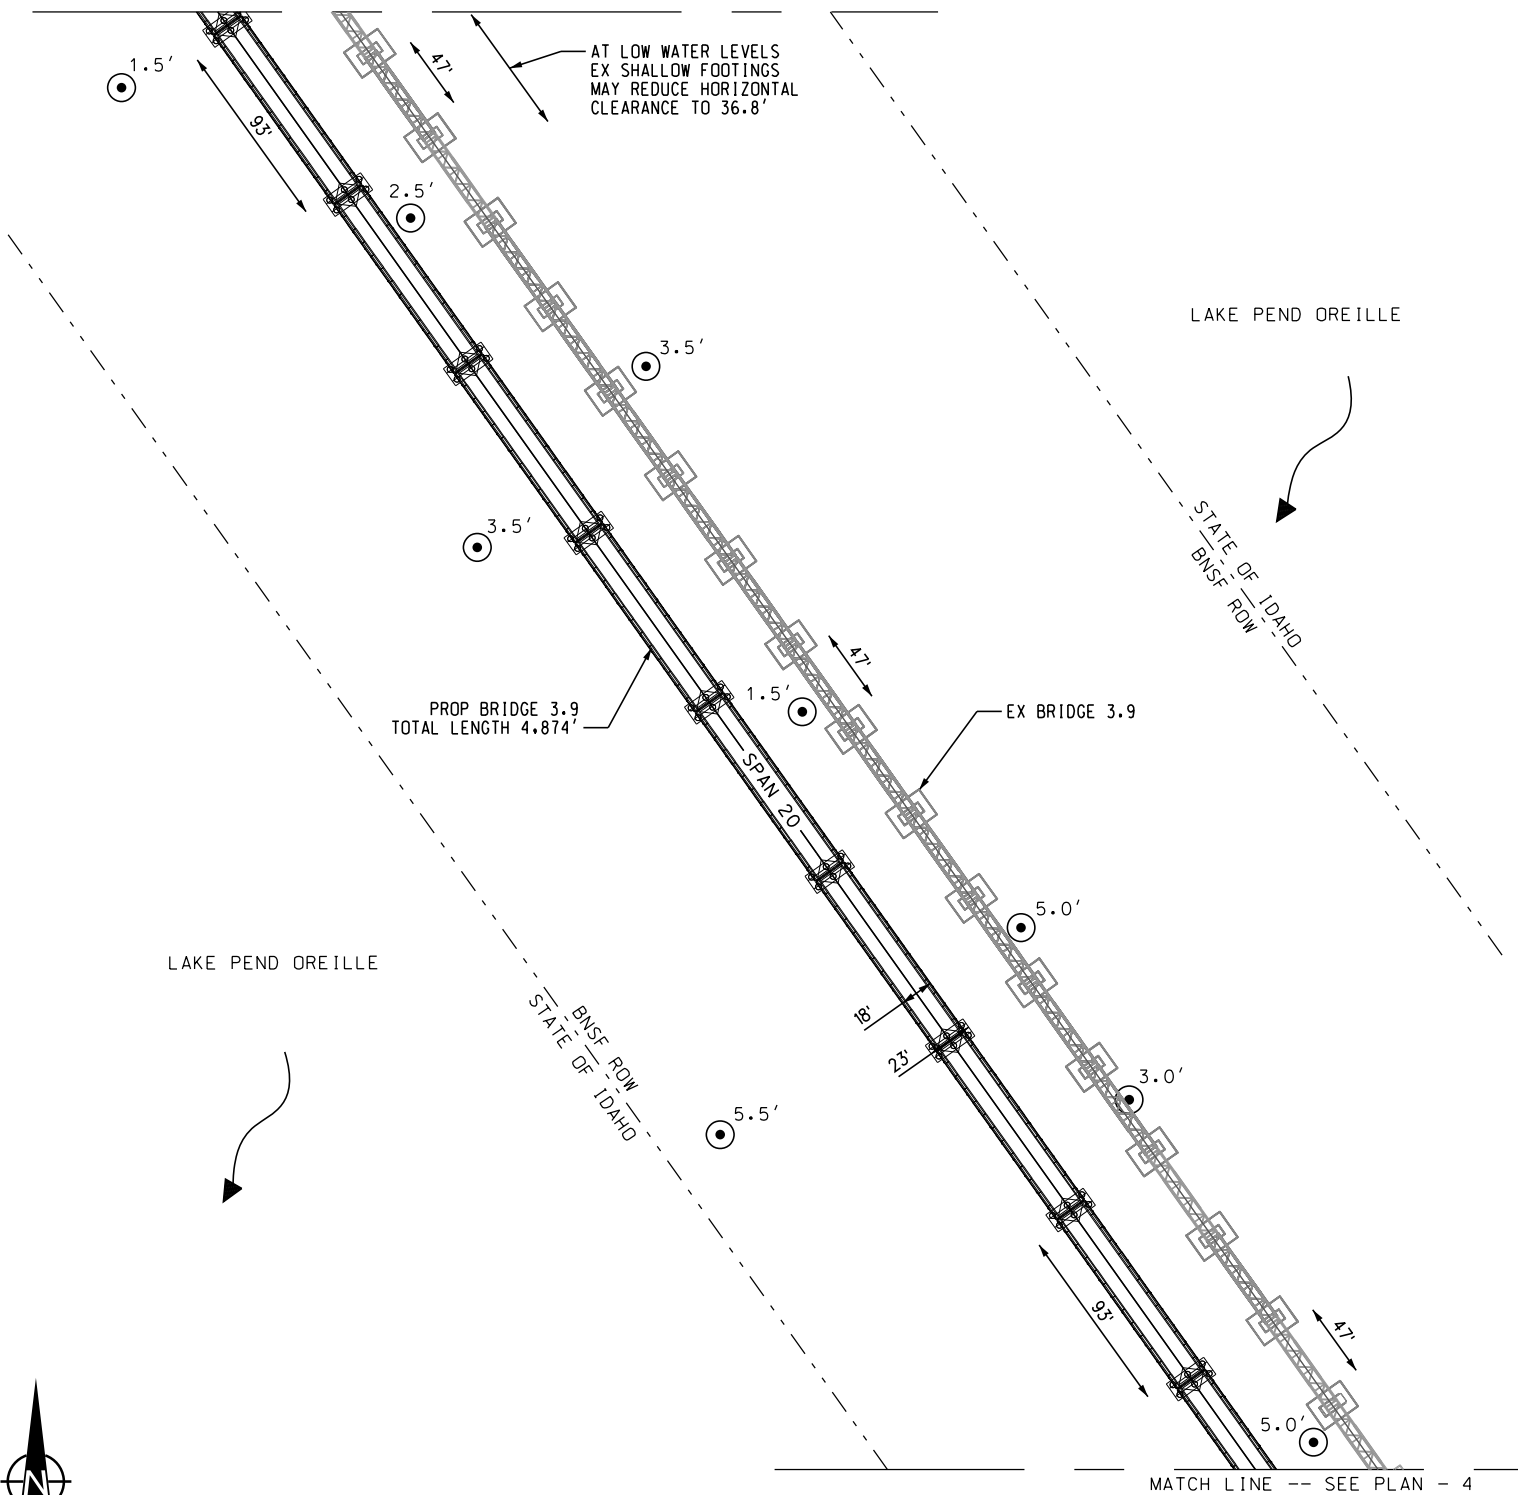 1.5′
47'
AT LOW WATER LEVELS
EX SHALLOW FOOTINGS
MAY REDUCE HORIZONTAL
CLEARANCE TO 36.8'
93'
2.5′
LAKE PEND OREILLE
3.5′
3.5′
STATE OF IDAHO
BNSF ROW
47'
1.5′
PROP BRIDGE 3.9
TOTAL LENGTH 4,874'
EX BRIDGE 3.9
SPAN 20
5.0′
LAKE PEND OREILLE
18'
23'
BNSF ROW
STATE OF IDAHO
3.0′
5.5′
93'
47'
5.0′
N
MATCH LINE -- SEE PLAN - 4